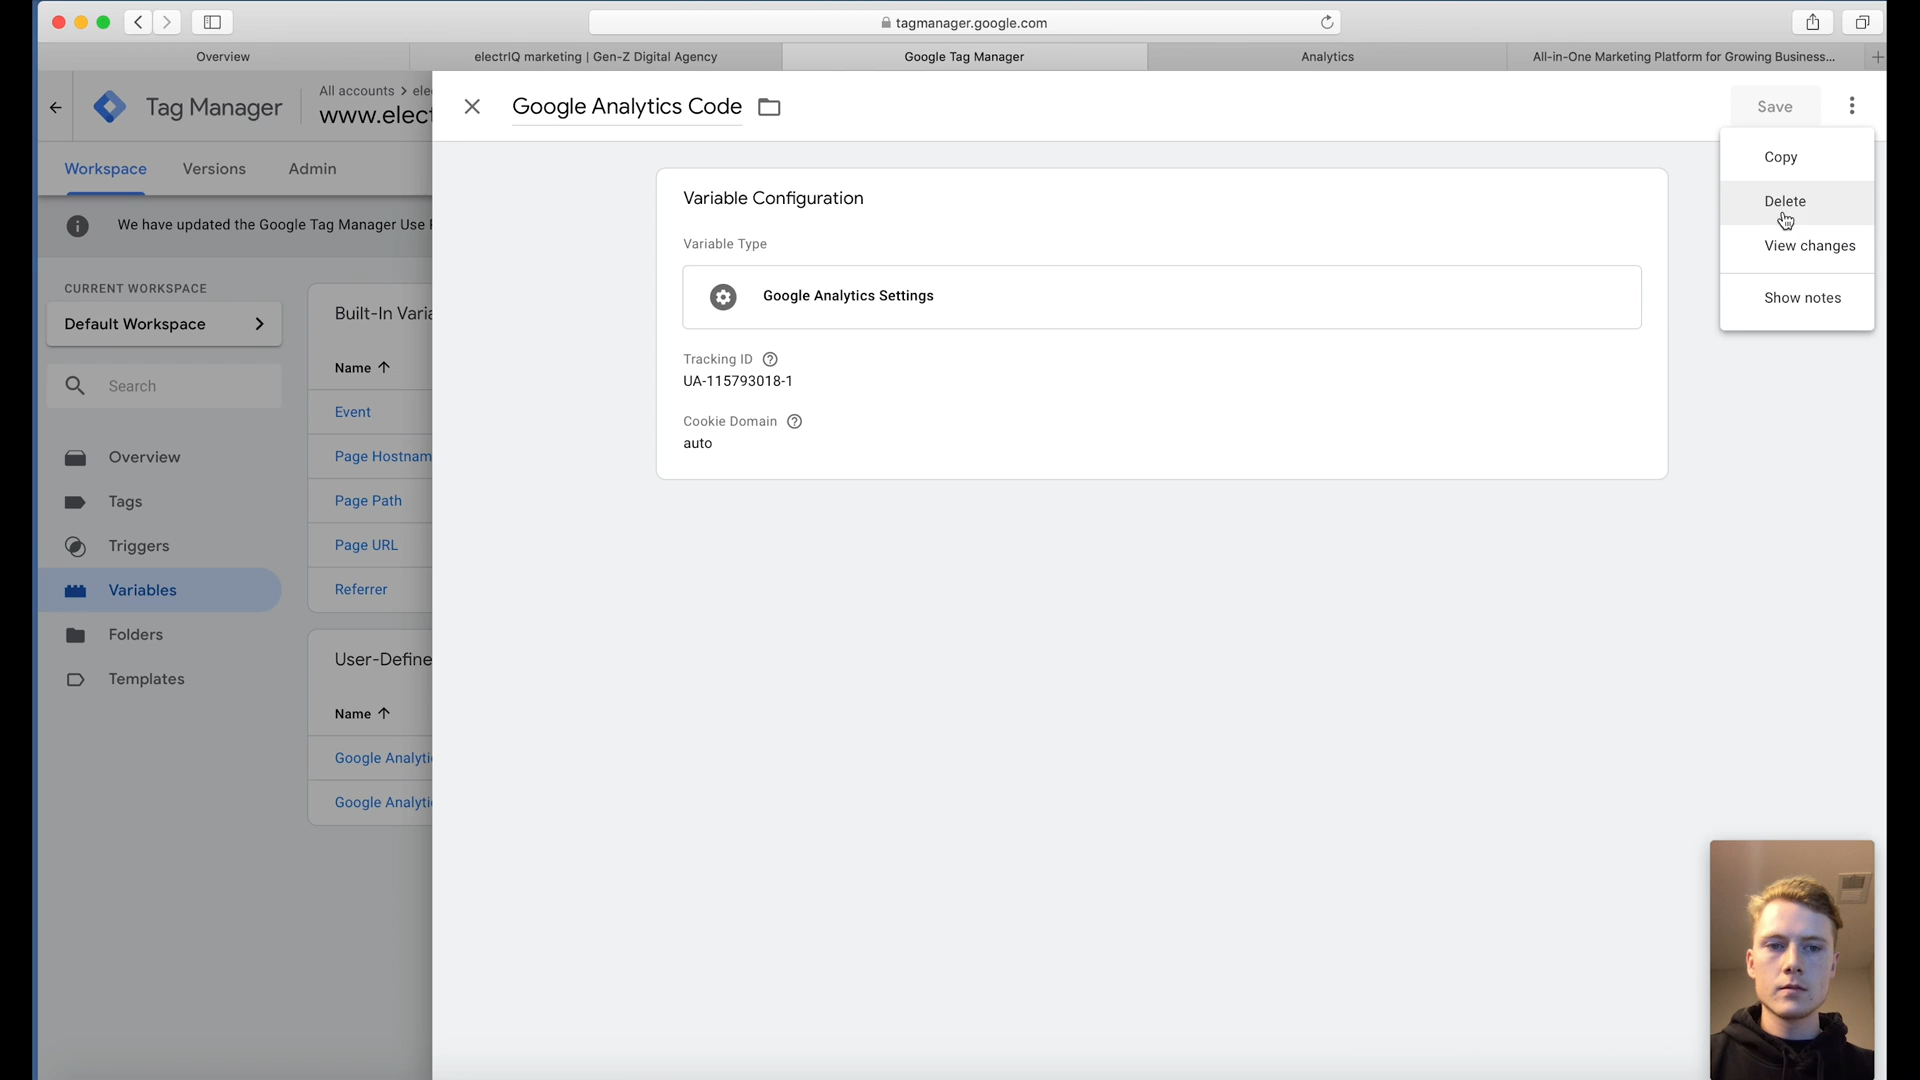 tagmanager.google.com
Overview
electrIQ marketing | Gen-Z Digital Agency
Google Tag Manager
Analytics
All-in-One Marketing Platform for Growing Business...
Tag Manager
All accounts > ele
www.elect
Google Analytics Code
Save
Copy
Delete
View changes
Show notes
Workspace
Versions
Admin
We have updated the Google Tag Manager Use
CURRENT WORKSPACE
Default Workspace
Search
Overview
Tags
Triggers
Variables
Folders
Templates
Built-In Varia
Name
Event
Page Hostnam
Page Path
Page URL
Referrer
User-Define
Name
Google Analytic
Google Analytic
Variable Configuration
Variable Type
Google Analytics Settings
Tracking ID
UA-115793018-1
Cookie Domain
auto